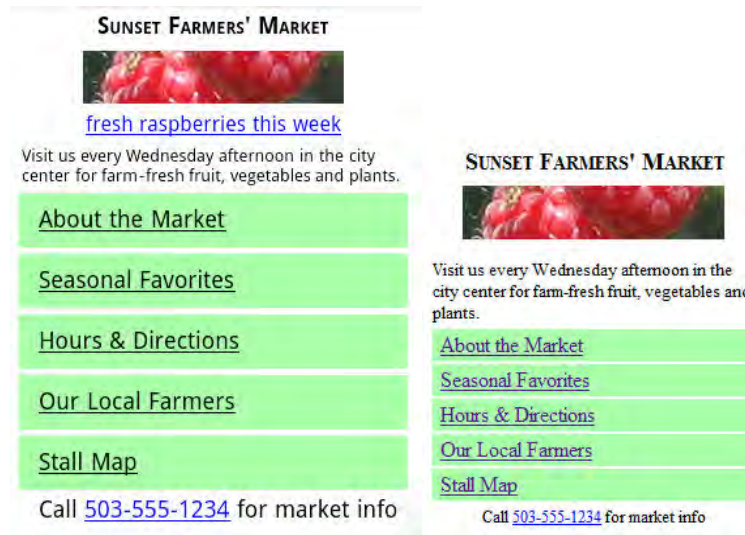 SUNSET FARMERS' MARKET
fresh raspberries this week
Visit us every Wednesday afternoon in the city
center for farm-fresh fruit, vegetables and plants.
About the Market
Seasonal Favorites
Hours & Directions
Our Local Farmers
Stall Map
Call 503-555-1234 for market info
SUNSET FARMERS' MARKET
Visit us every Wednesday afternoon in the
city center for farm-fresh fruit, vegetables and
plants.
About the Market
Seasonal Favorites
Hours & Directions
Our Local Farmers
Stall Map
Call 503-555-1234 for market info